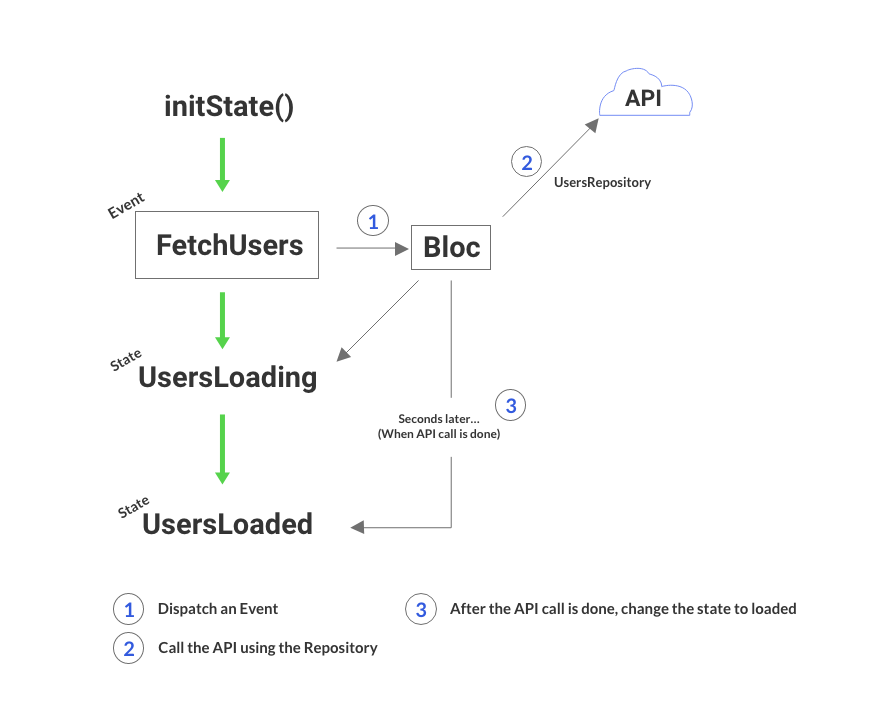 initState()
API
2
UsersRepository
Event
FetchUsers
1
Bloc
State
UsersLoading
Seconds later...
(When API call is done)
3
State
UsersLoaded
1 Dispatch an Event
2 Call the API using the Repository
3 After the API call is done, change the state to loaded